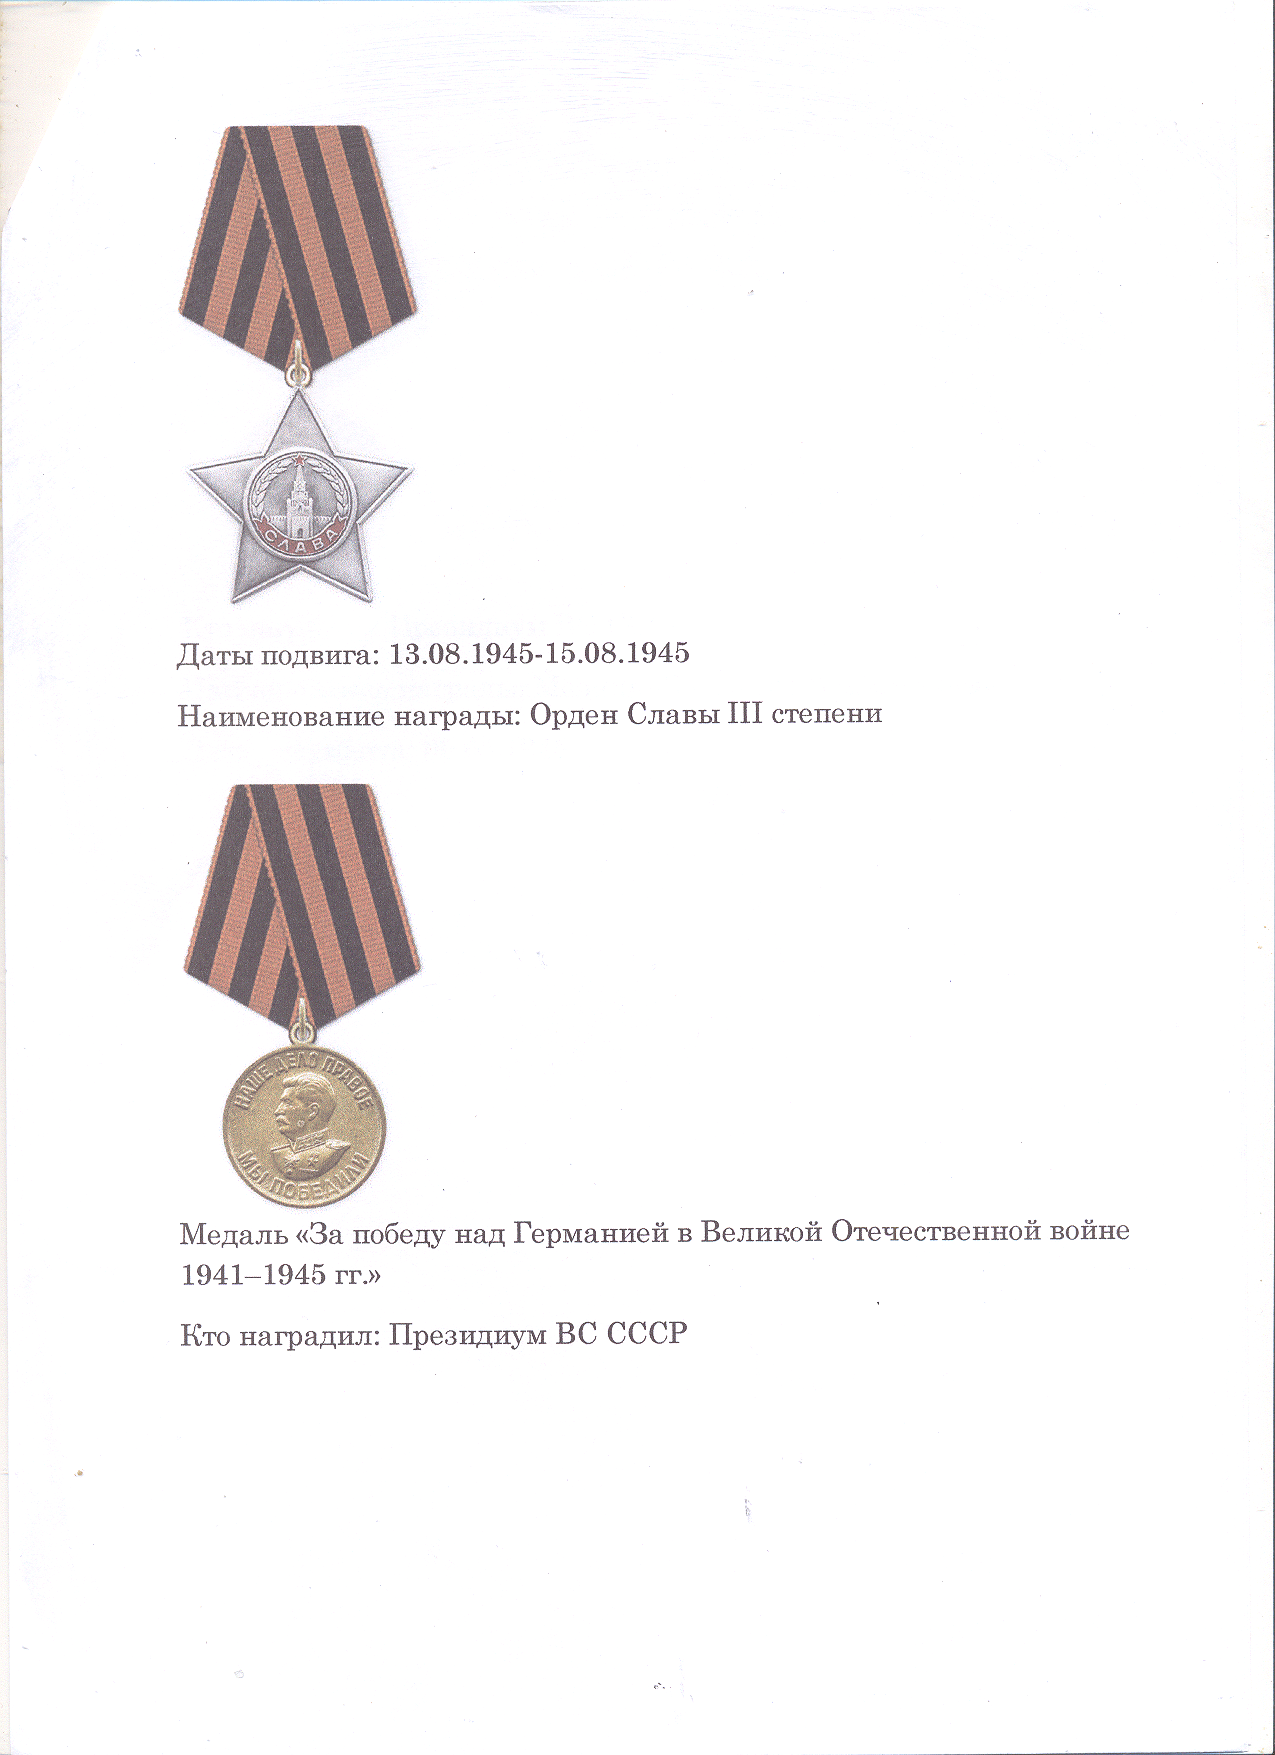 СЛАВА
Даты подвига: 13.08.1945-15.08.1945
Наименование награды: Орден Славы III степени
НАШЕ ДЕЛО ПРАВОЕ
МЫ ПОБЕДИЛИ
Медаль «За победу над Германией в Великой Отечественной войне
1941–1945 гг.»
Кто наградил: Президиум ВС СССР